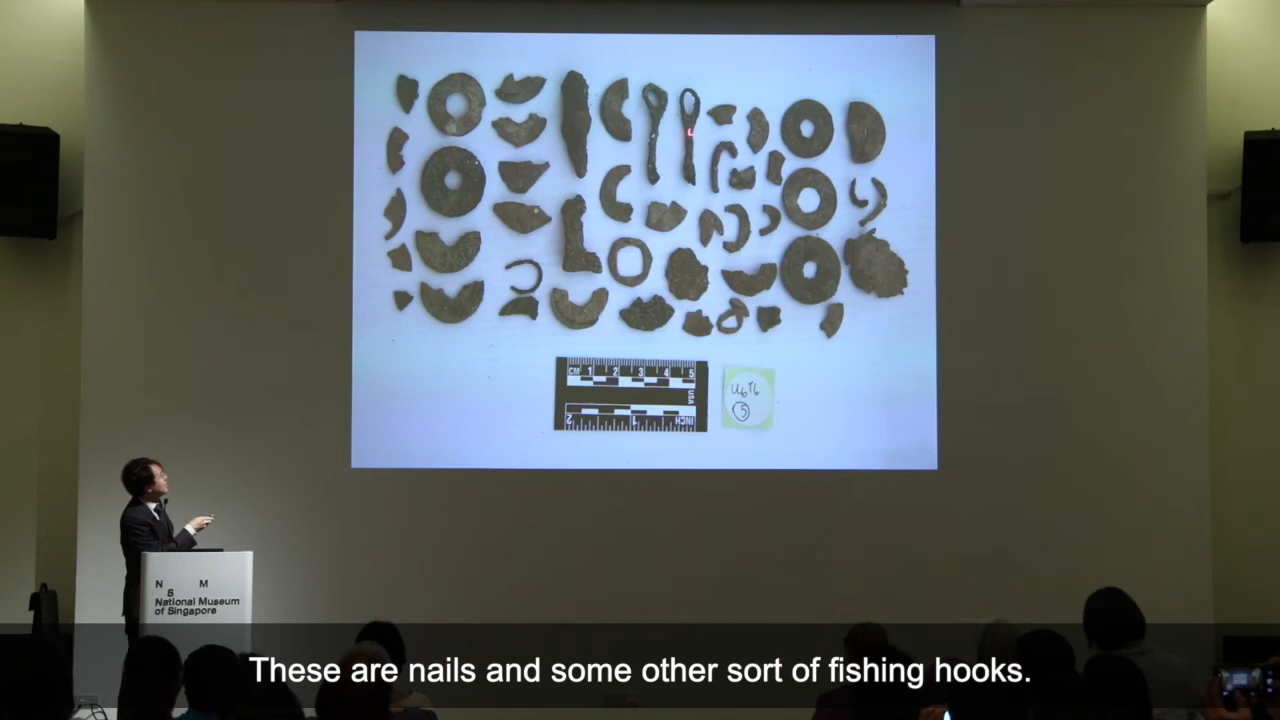 CM 1 2 3 4 5
USA
2 1 INCH
U6T6
5
N M
S
National Museum
of Singapore
These are nails and some other sort of fishing hooks.